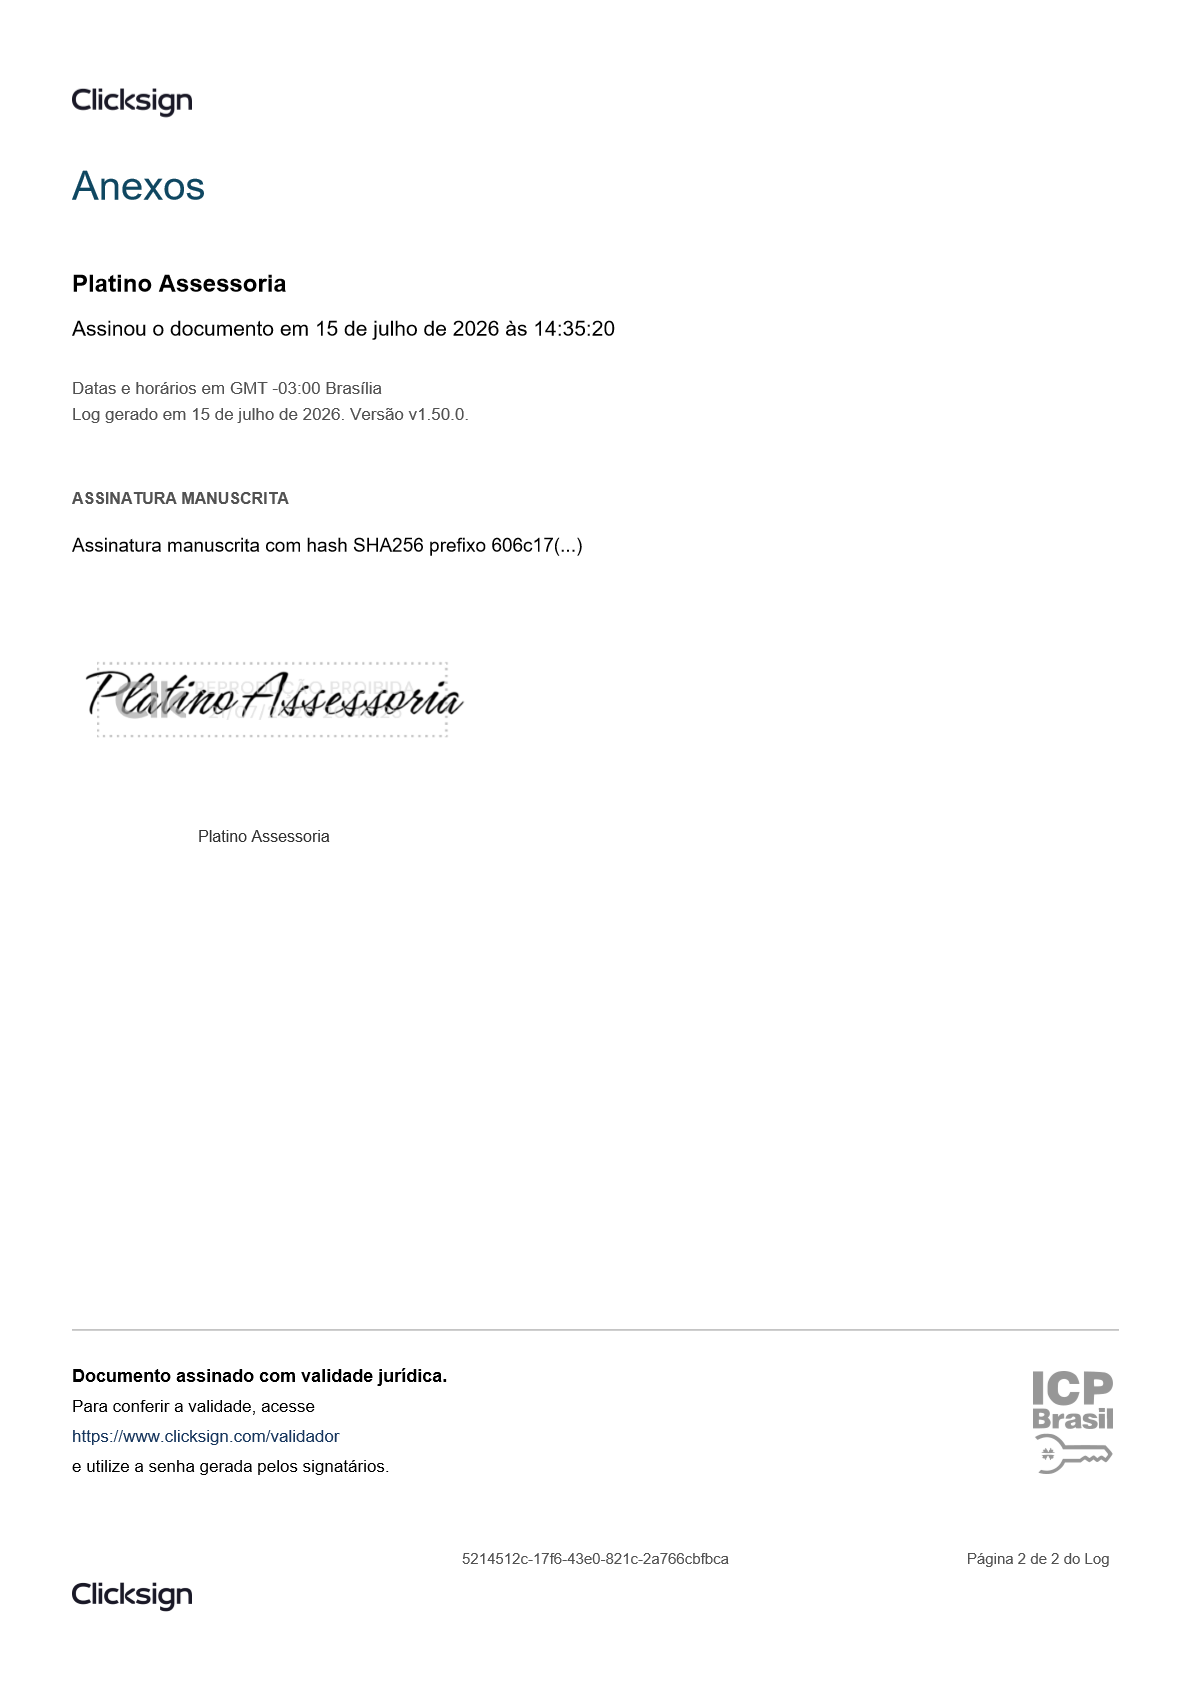 Clicksign
Anexos
Platino Assessoria
Assinou o documento em 15 de julho de 2026 às 14:35:20
Datas e horários em GMT -03:00 Brasília
Log gerado em 15 de julho de 2026. Versão v1.50.0.
ASSINATURA MANUSCRITA
Assinatura manuscrita com hash SHA256 prefixo 606c17(...)
Platino Assessoria
Clk REPRODUÇÃO PROIBIDA
Platino Assessoria
Documento assinado com validade jurídica.
Para conferir a validade, acesse
https://www.clicksign.com/validador
e utilize a senha gerada pelos signatários.
ICP
Brasil
5214512c-17f6-43e0-821c-2a766cbfbca
Página 2 de 2 do Log
Clicksign